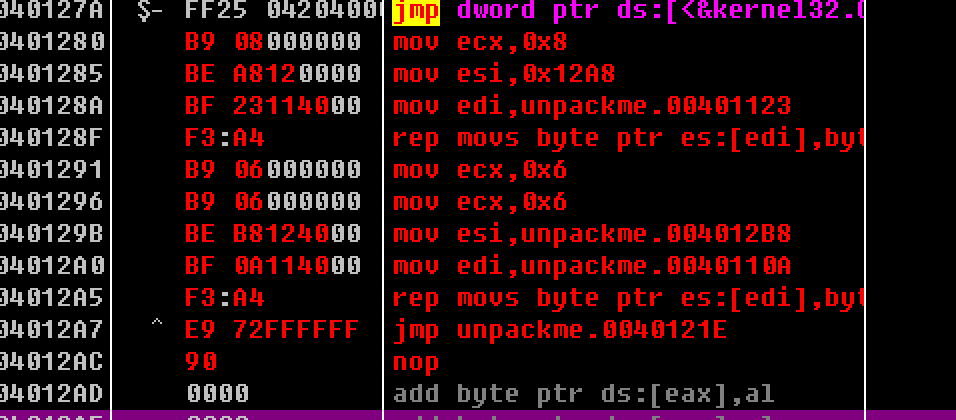 040127A $- FF25 0420400 jmp dword ptr ds:[<&kernel32.
0401280 B9 08000000 mov ecx,0x8
0401285 BE A8120000 mov esi,0x12A8
040128A BF 23114000 mov edi,unpackme.00401123
040128F F3:A4 rep movs byte ptr es:[edi],byt
0401291 B9 06000000 mov ecx,0x6
0401296 B9 06000000 mov ecx,0x6
040129B BE B8124000 mov esi,unpackme.004012B8
04012A0 BF 0A114000 mov edi,unpackme.0040110A
04012A5 F3:A4 rep movs byte ptr es:[edi],byt
04012A7 ^ E9 72FFFFFF jmp unpackme.0040121E
04012AC 90 nop
04012AD 0000 add byte ptr ds:[eax],al